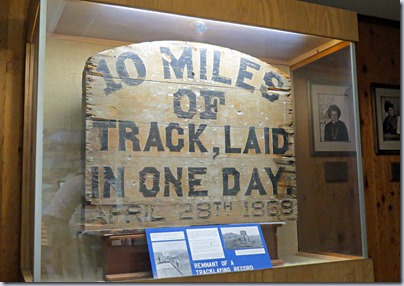 10 MILES
OF
TRACK, LAID
IN ONE DAY.
APRIL 28TH 1869
REMNANT OF A
TRACKLAYING RECORD